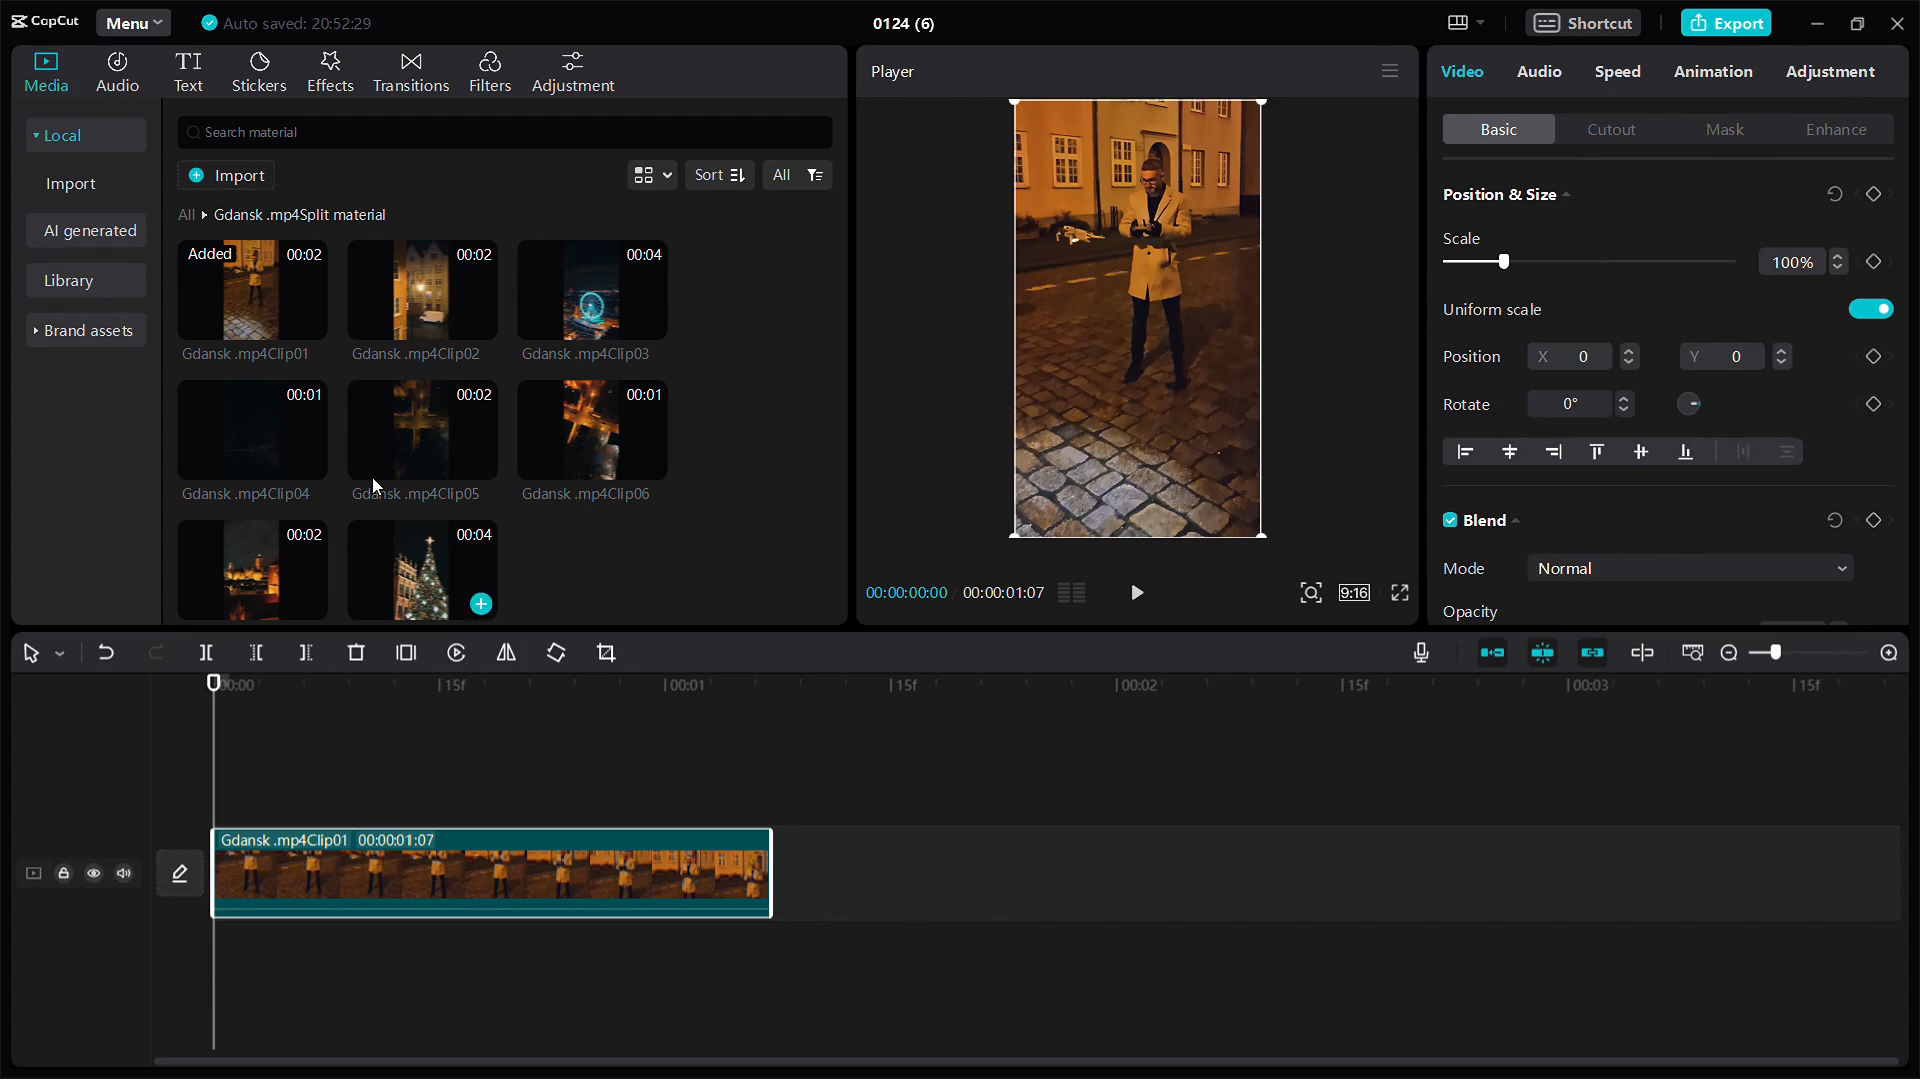 CapCut
Menu
Auto saved: 20:52:29
0124 (6)
Shortcut
Export
Media
Audio
Text
Stickers
Effects
Transitions
Filters
Adjustment
Local
Import
AI generated
Library
Brand assets
Search material
Import
Sort
All
All
Gdansk .mp4Split material
Added
00:02
00:02
00:04
Gdansk .mp4Clip01
Gdansk .mp4Clip02
Gdansk .mp4Clip03
00:01
00:02
00:01
Gdansk .mp4Clip04
Gdansk .mp4Clip05
Gdansk .mp4Clip06
00:02
00:04
Player
00:00:00:00
00:00:01:07
9:16
Video
Audio
Speed
Animation
Adjustment
Basic
Cutout
Mask
Enhance
Position & Size
Scale
100%
Uniform scale
Position
X 0
Y 0
Rotate
0°
Blend
Mode
Normal
Opacity
00:00
15f
00:01
15f
00:02
15f
00:03
15f
Gdansk .mp4Clip01 00:00:01:07